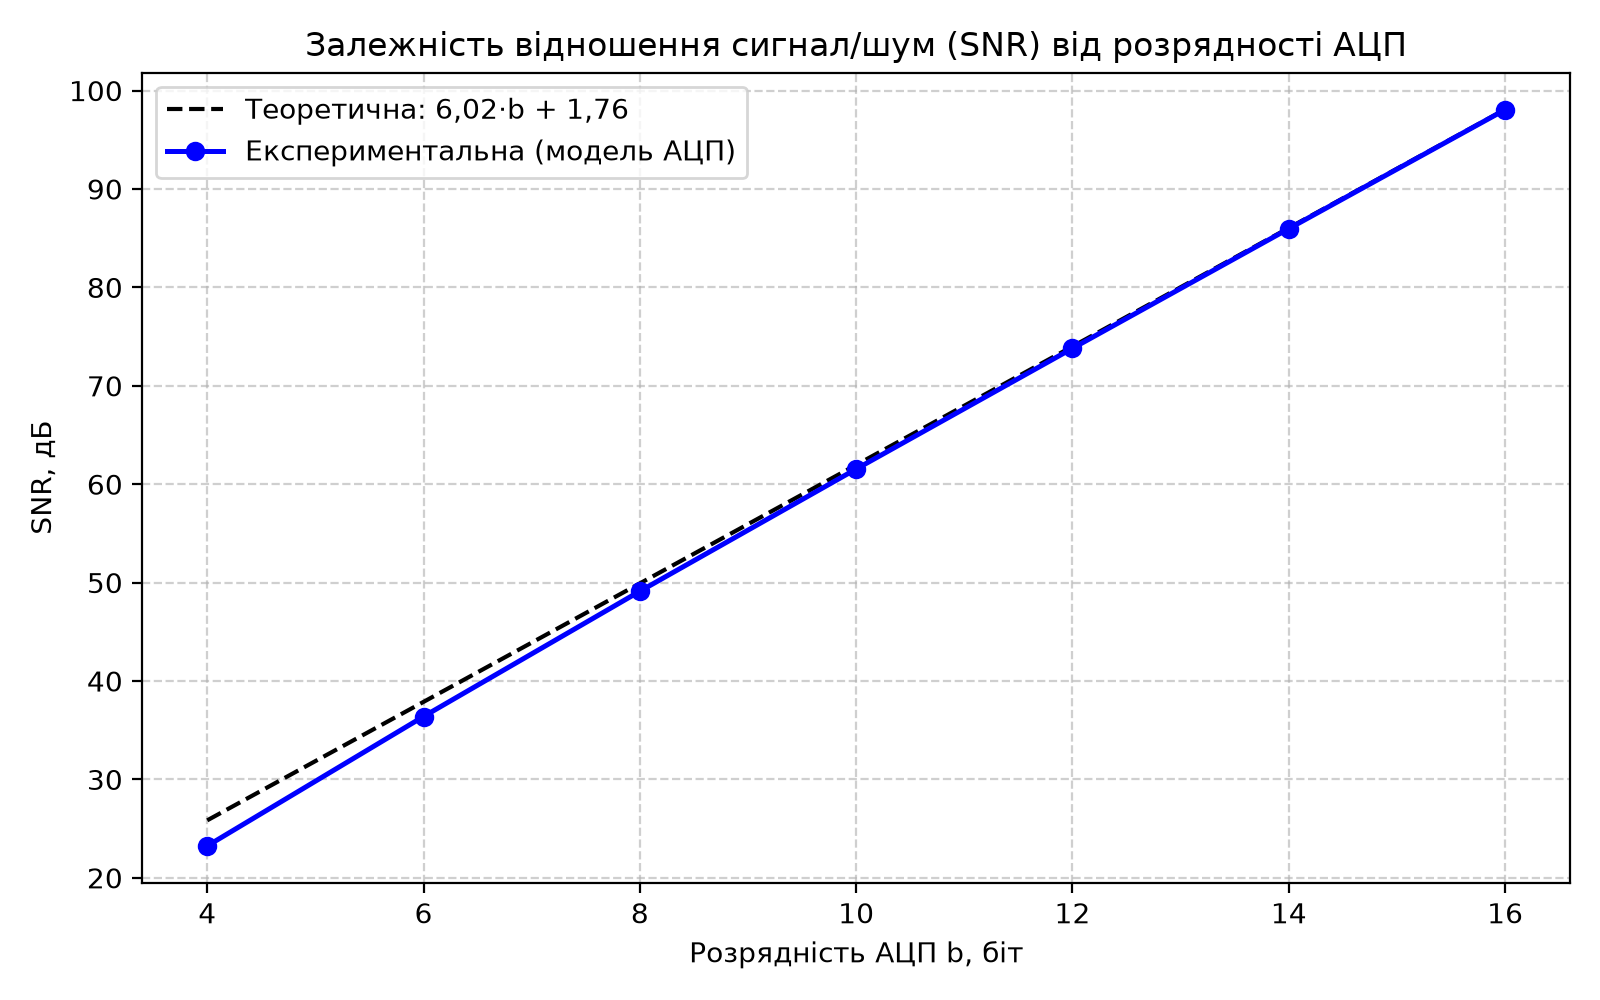 Залежність відношення сигнал/шум (SNR) від розрядності АЦП
Теоретична: 6,02·b + 1,76
Експериментальна (модель АЦП)
SNR, дБ
100
90
80
70
60
50
40
30
20
4 6 8 10 12 14 16
Розрядність АЦП b, біт